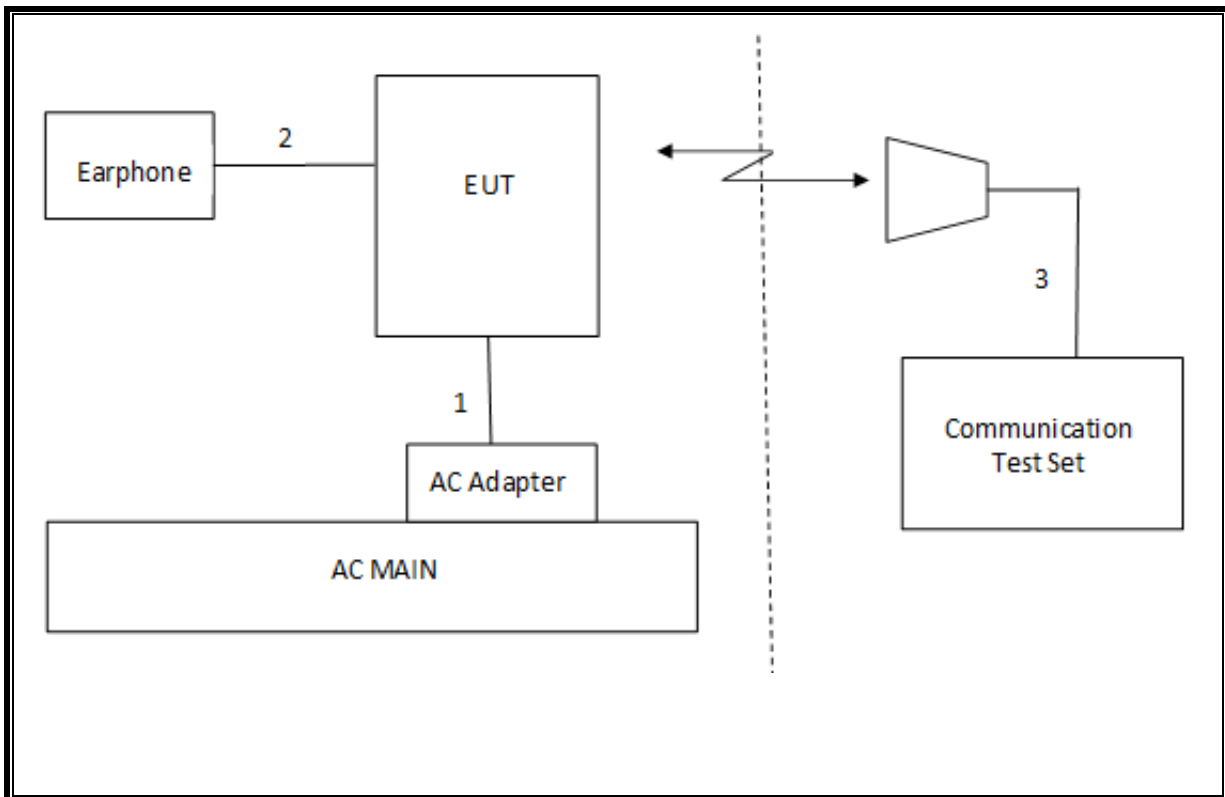 2
Earphone
EUT
3
1
Communication
Test Set
AC Adapter
AC MAIN